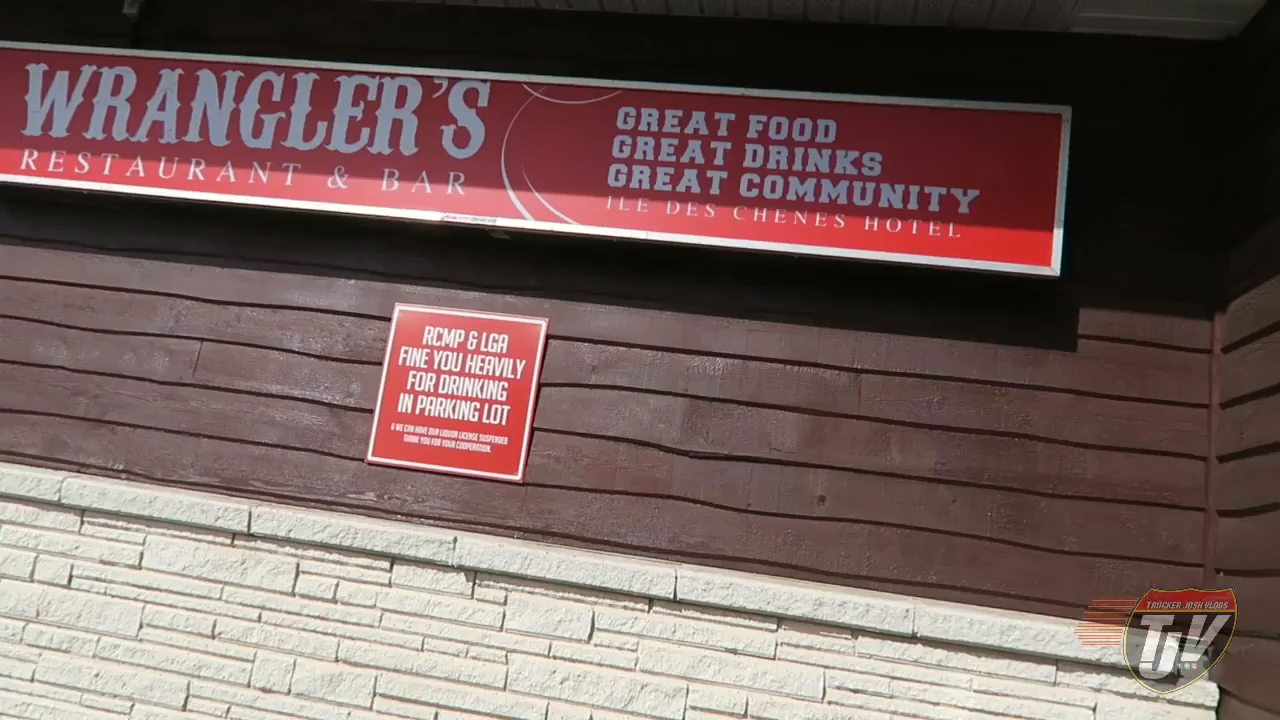 WRANGLER'S
RESTAURANT & BAR
GREAT FOOD
GREAT DRINKS
GREAT COMMUNITY
ILE DES CHENES HOTEL
RCMP & LGA
FINE YOU HEAVILY
FOR DRINKING
IN PARKING LOT
& WE CAN HAVE OUR LIQUOR LICENSE SUSPENDED
THANK YOU FOR YOUR COOPERATION.
TRUCKER JOSH VLOGS
TJV